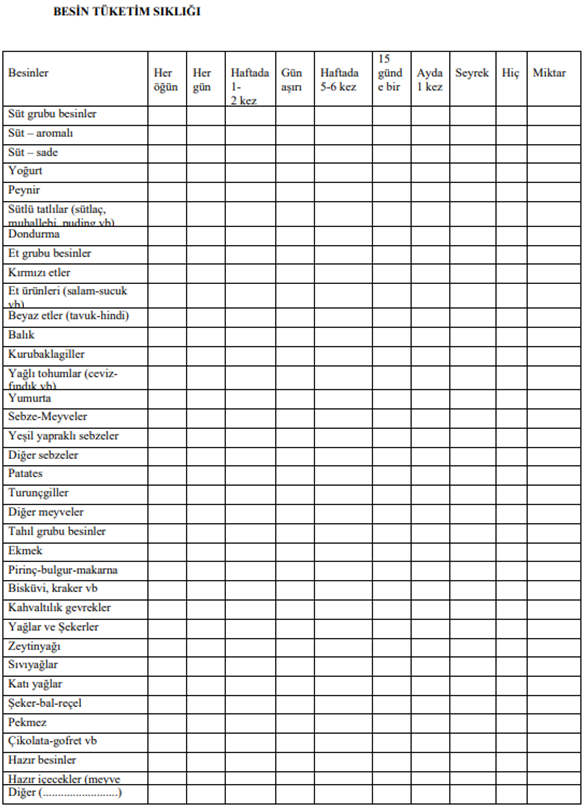 BESİN TÜKETİM SIKLIĞI
Besinler Her öğün Her gün Haftada 1- 2 kez Gün aşırı Haftada 5-6 kez 15 günd e bir Ayda 1 kez Seyrek Hiç Miktar
Süt grubu besinler
Süt – aromalı
Süt – sade
Yoğurt
Peynir
Sütlü tatlılar (sütlaç,
muhallebi, puding vb)
Dondurma
Et grubu besinler
Kırmızı etler
Et ürünleri (salam-sucuk
vb)
Beyaz etler (tavuk-hindi)
Balık
Kurubaklagiller
Yağlı tohumlar (ceviz-
fındık vb)
Yumurta
Sebze-Meyveler
Yeşil yapraklı sebzeler
Diğer sebzeler
Patates
Turunçgiller
Diğer meyveler
Tahıl grubu besinler
Ekmek
Pirinç-bulgur-makarna
Bisküvi, kraker vb
Kahvaltılık gevrekler
Yağlar ve Şekerler
Zeytinyağı
Sıvıyağlar
Katı yağlar
Şeker-bal-reçel
Pekmez
Çikolata-gofret vb
Hazır besinler
Hazır içecekler (meyve
Diğer (.........................)